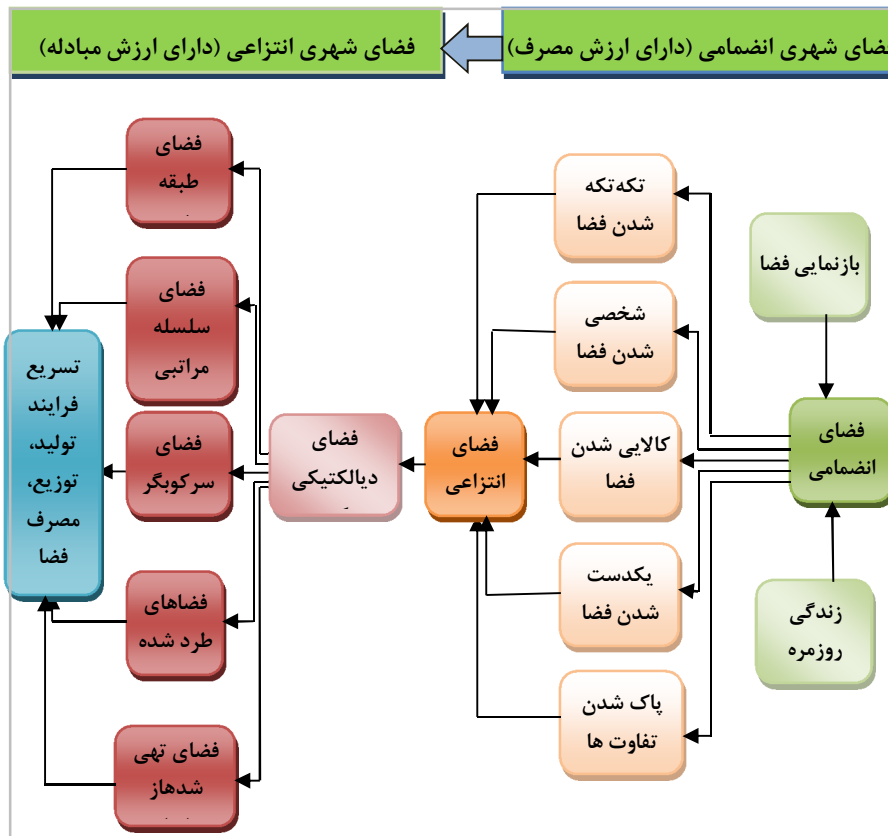 فضای شهری انضمامی (دارای ارزش مصرف)
فضای شهری انتزاعی (دارای ارزش مبادله)
بازنمایی فضا
فضای
انضمامی
زندگی
روزمره
تکه‌تکه
شدن فضا
شخصی
شدن فضا
کالایی شدن
فضا
یکدست
شدن فضا
پاک شدن
تفاوت ها
فضای
انتزاعی
فضای
دیالکتیکی
فضای
طبقه
فضای
سلسله
مراتبی
فضای
سرکوبگر
فضاهای
طرد شده
فضای تهی
شدهاز
تسریع
فرایند
تولید،
توزیع،
مصرف
فضا